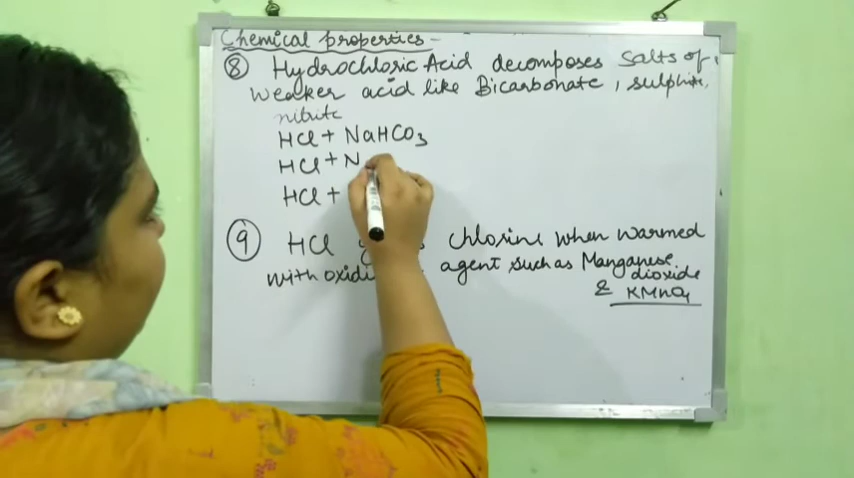 Chemical properties -
⑧ Hydrochloric Acid decomposes Salts of
weaker acid like Bicarbonate, sulphite,
nitrite
HCl + NaHCO3
HCl + N
HCl +
⑨ HCl chlorine when warmed
with agent such as Manganese
dioxide
& KMnO4